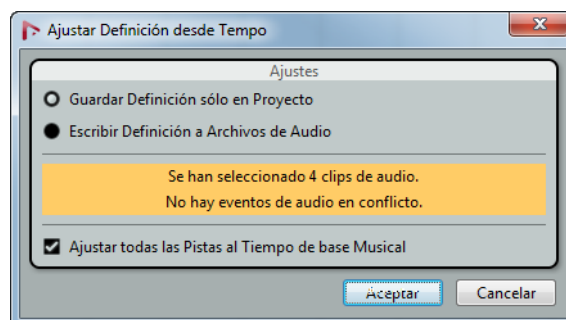 Ajustar Definición desde Tempo
Ajustes
Guardar Definición sólo en Proyecto
Escribir Definición a Archivos de Audio
Se han seleccionado 4 clips de audio.
No hay eventos de audio en conflicto.
Ajustar todas las Pistas al Tiempo de base Musical
Aceptar
Cancelar